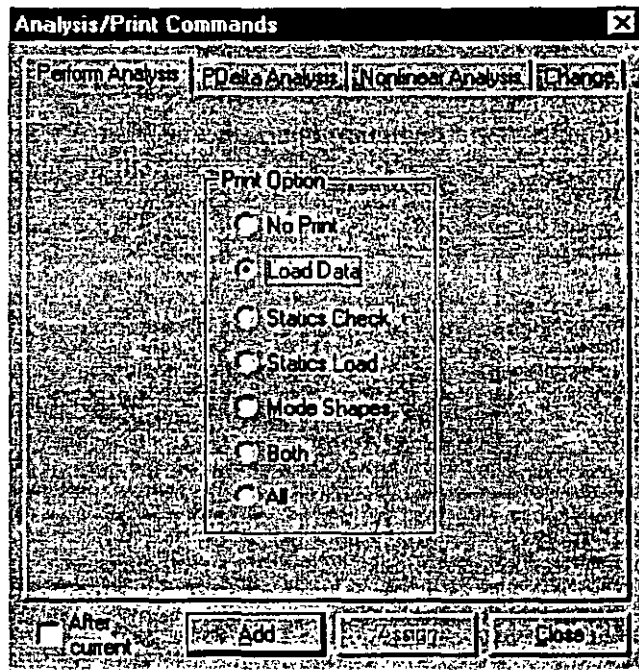 Analysis/Print Commands
Perform Analysis PDelta Analysis Nonlinear Analysis Change
Print Option
No Print
Load Data
Statics Check
Statics Load
Mode Shapes
Both
All
After current Add Assign Close